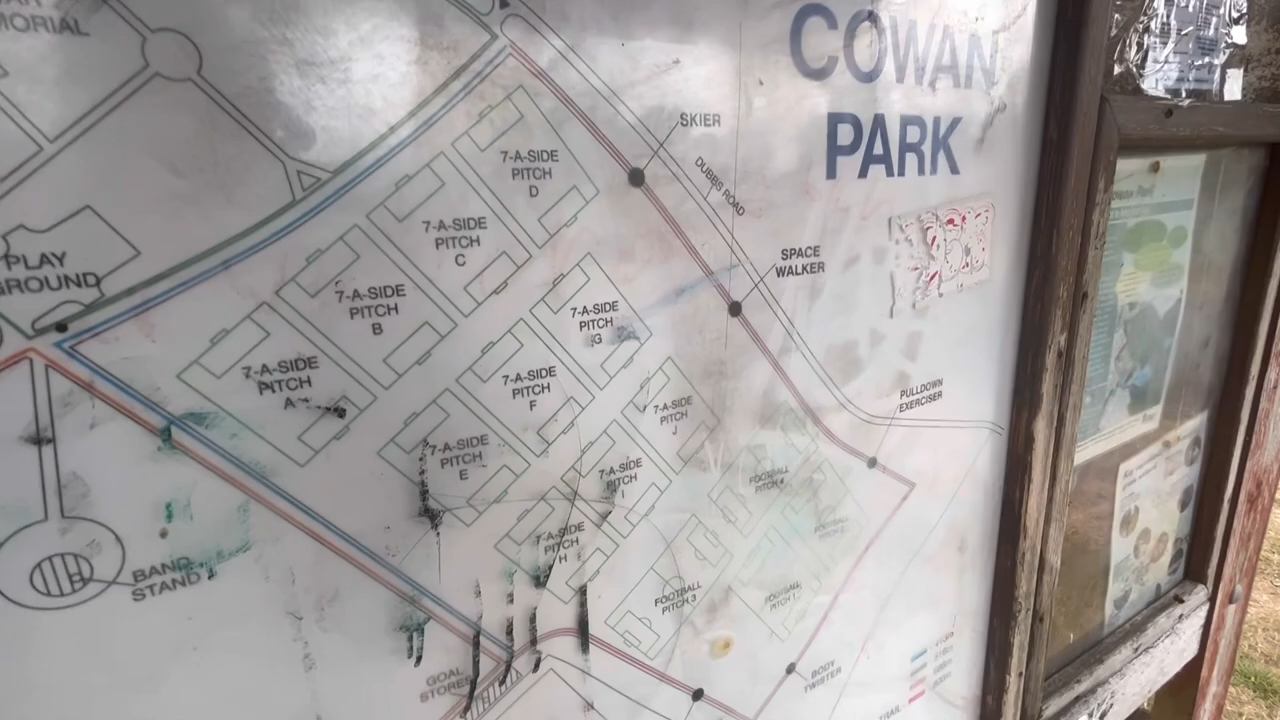 COWAN
PARK
MORIAL
SKIER
DUBBS ROAD
7-A-SIDE
PITCH
D
7-A-SIDE
PITCH
C
SPACE
WALKER
PLAY
GROUND
7-A-SIDE
PITCH
B
7-A-SIDE
PITCH
G
7-A-SIDE
PITCH
A
7-A-SIDE
PITCH
F
7-A-SIDE
PITCH
J
PULLDOWN
EXERCISER
7-A-SIDE
PITCH
E
7-A-SIDE
PITCH
I
FOOTBALL
PITCH 4
FOOTBALL
7-A-SIDE
PITCH
H
BAND
STAND
FOOTBALL
PITCH 3
FOOTBALL
PITCH 1
BODY
TWISTER
GOAL
STORES
TRAIL